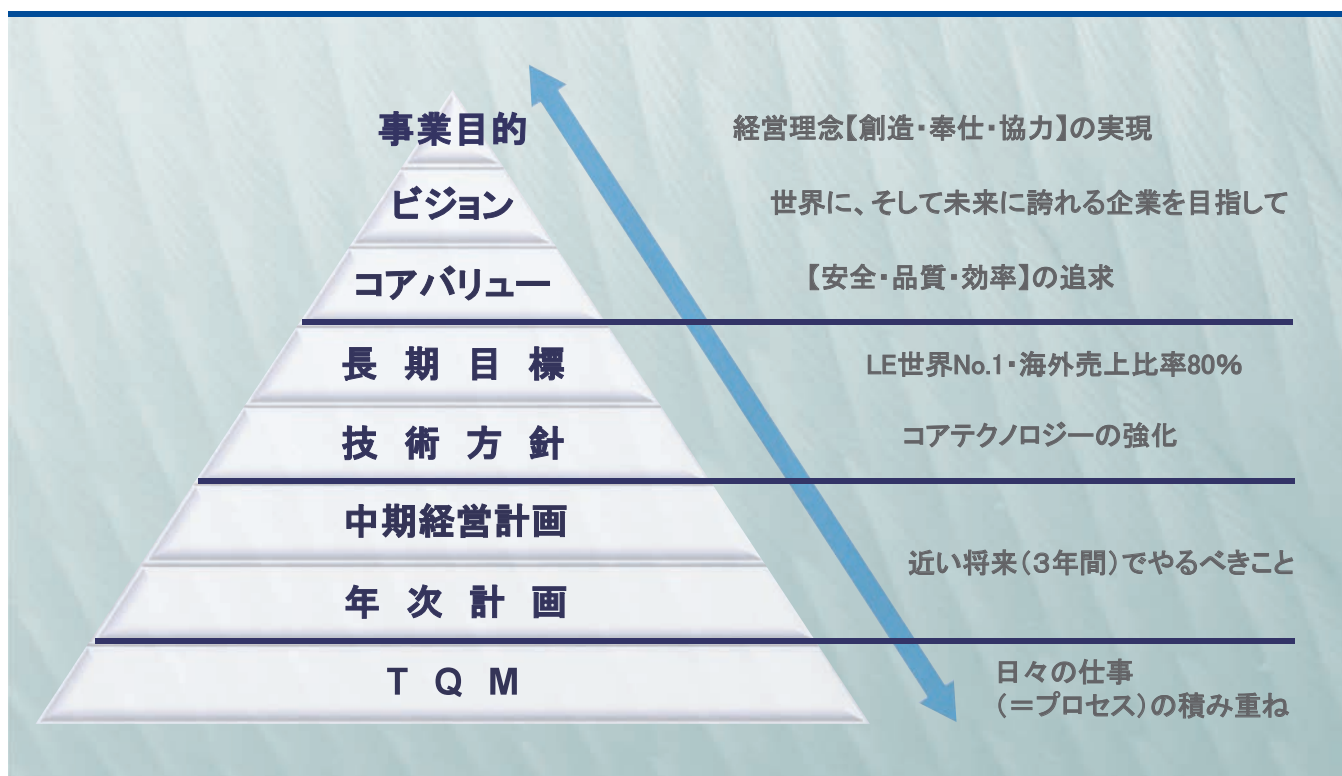 事業目的
経営理念【創造・奉仕・協力】の実現
ビジョン
世界に、そして未来に誇れる企業を目指して
コアバリュー
【安全・品質・効率】の追求
長期目標
LE世界No.1・海外売上比率80%
技術方針
コアテクノロジーの強化
中期経営計画
近い将来（3年間）でやるべきこと
年次計画
TQM
日々の仕事
（＝プロセス）の積み重ね